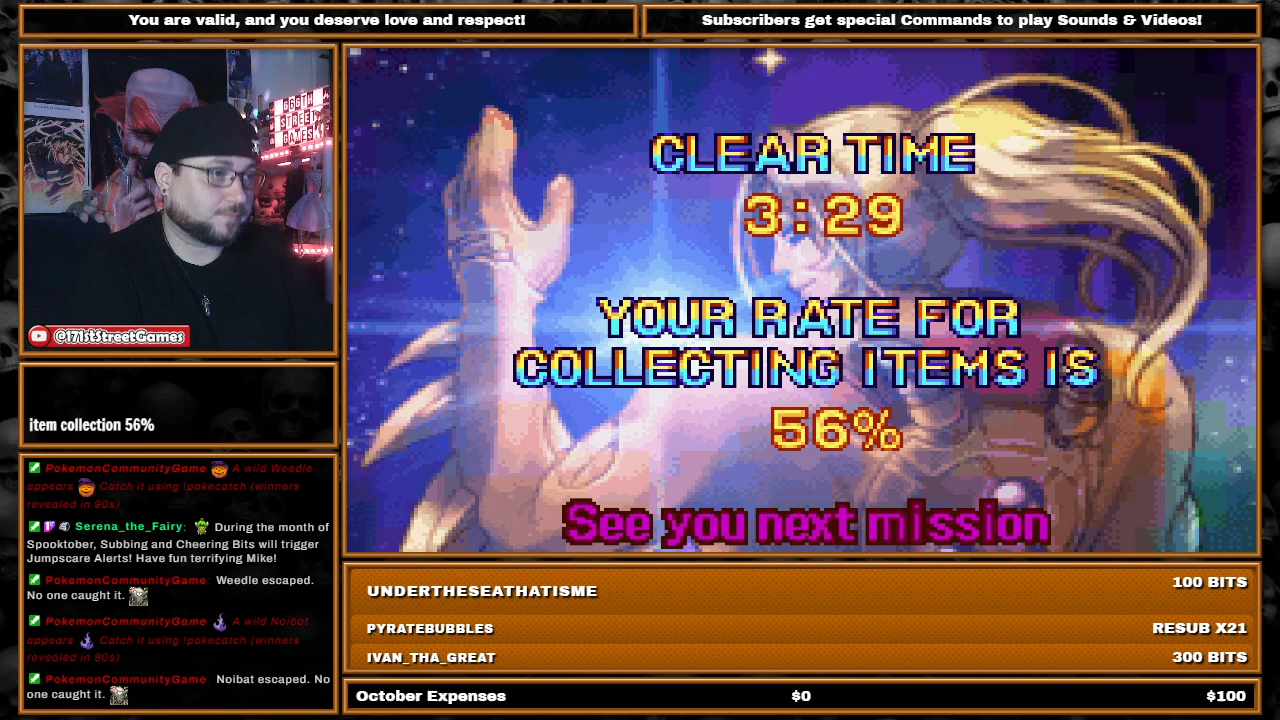 You are valid, and you deserve love and respect!
Subscribers get special Commands to play Sounds & Videos!
666TH
STREET
GAMES
@171stStreetGames
item collection 56%
PokemonCommunityGame A wild Weedle
appears Catch it using !pokecatch (winners
revealed in 90s)
Serena_the_Fairy: During the month of
Spooktober, Subbing and Cheering Bits will trigger
Jumpscare Alerts! Have fun terrifying Mike!
PokemonCommunityGame Weedle escaped.
No one caught it.
PokemonCommunityGame A wild Noibat
appears Catch it using !pokecatch (winners
revealed in 90s)
PokemonCommunityGame Noibat escaped. No
one caught it.
CLEAR TIME
3:29
YOUR RATE FOR
COLLECTING ITEMS IS
56%
See you next mission
UNDERTHESEATHATISME 100 BITS
PYRATEBUBBLES RESUB X21
IVAN_THA_GREAT 300 BITS
October Expenses $0 $100